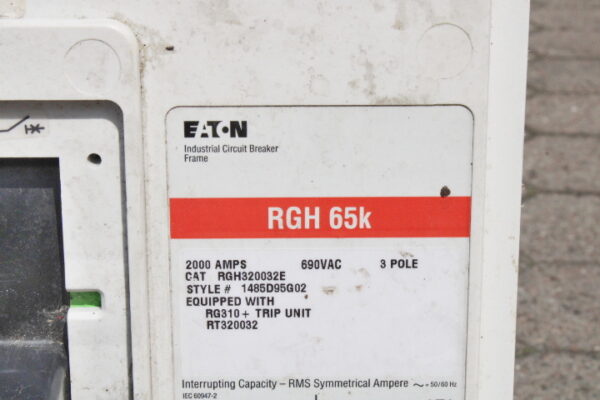 EATON
Industrial Circuit Breaker
Frame
RGH 65k
2000 AMPS 690VAC 3 POLE
CAT RGH320032E
STYLE # 1485D95G02
EQUIPPED WITH
RG310+ TRIP UNIT
RT320032
Interrupting Capacity – RMS Symmetrical Ampere ~ = 50/60 Hz
IEC 60947-2